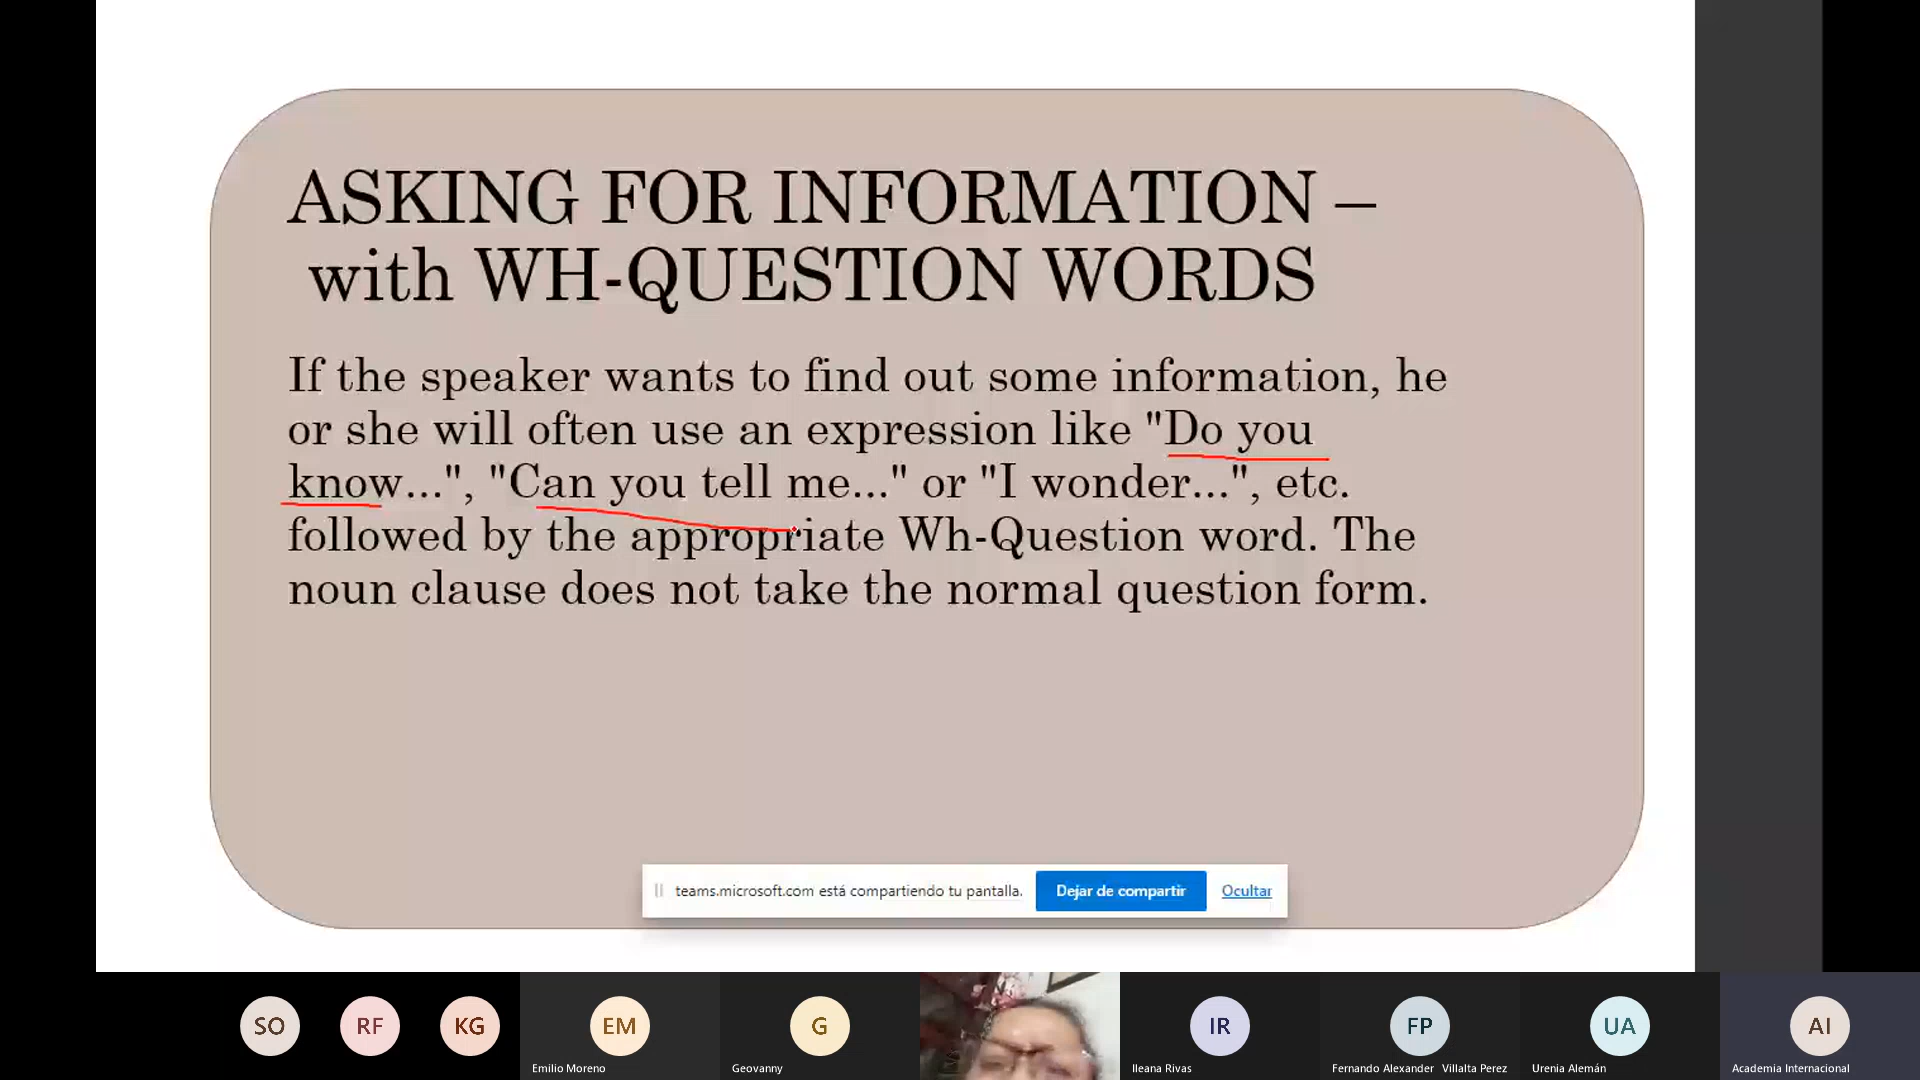 ASKING FOR INFORMATION –
with WH-QUESTION WORDS
If the speaker wants to find out some information, he
or she will often use an expression like "Do you
know...", "Can you tell me..." or "I wonder...", etc.
followed by the appropriate Wh-Question word. The
noun clause does not take the normal question form.
teams.microsoft.com está compartiendo tu pantalla. Dejar de compartir Ocultar
SO RF KG EM G IR FP UA AI
Emilio Moreno Geovanny Ileana Rivas Fernando Alexander Villalta Perez Urenia Alemán Academia Internacional